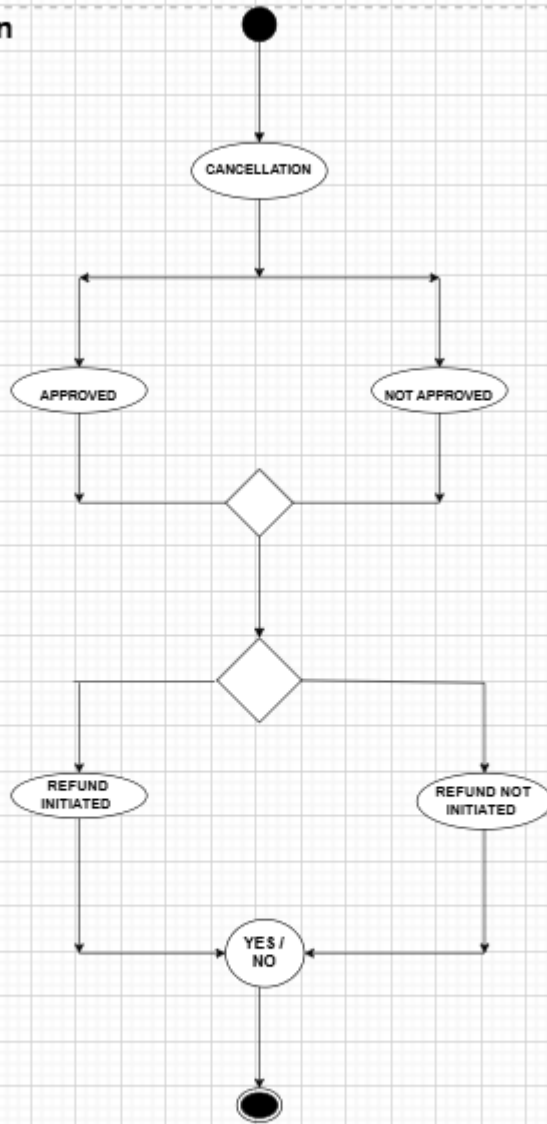 n
CANCELLATION
APPROVED
NOT APPROVED
REFUND
INITIATED
REFUND NOT
INITIATED
YES /
NO